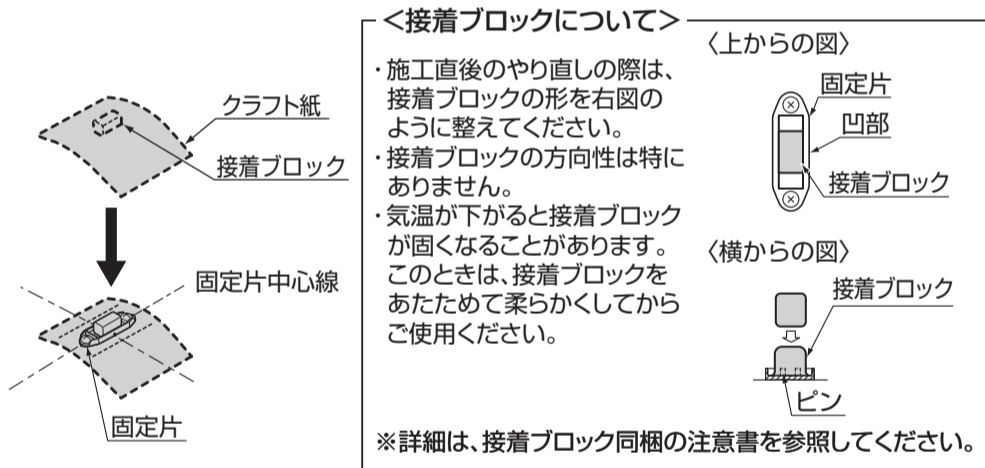 クラフト紙
接着ブロック
固定片中心線
固定片
＜接着ブロックについて＞
・施工直後のやり直しの際は、
接着ブロックの形を右図の
ように整えてください。
・接着ブロックの方向性は特に
ありません。
・気温が下がると接着ブロック
が固くなることがあります。
このときは、接着ブロックを
あたためて柔らかくしてから
ご使用ください。
〈上からの図〉
固定片
凹部
接着ブロック
〈横からの図〉
接着ブロック
ピン
※詳細は、接着ブロック同梱の注意書を参照してください。